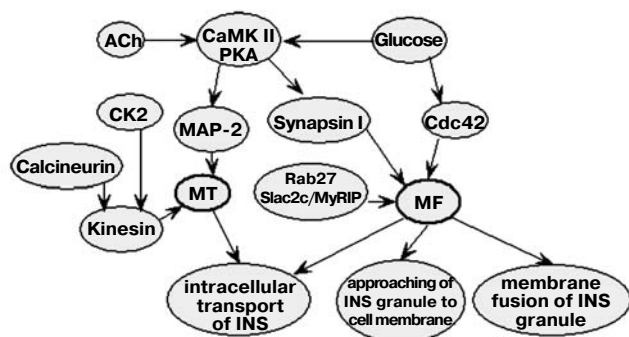 ACh
CaMK II
PKA
Glucose
CK2
MAP-2
Synapsin I
Cdc42
Calcineurin
Rab27
Slac2c/MyRIP
MT
MF
Kinesin
intracellular
transport
of INS
approaching of
INS granule to
cell membrane
membrane
fusion of INS
granule